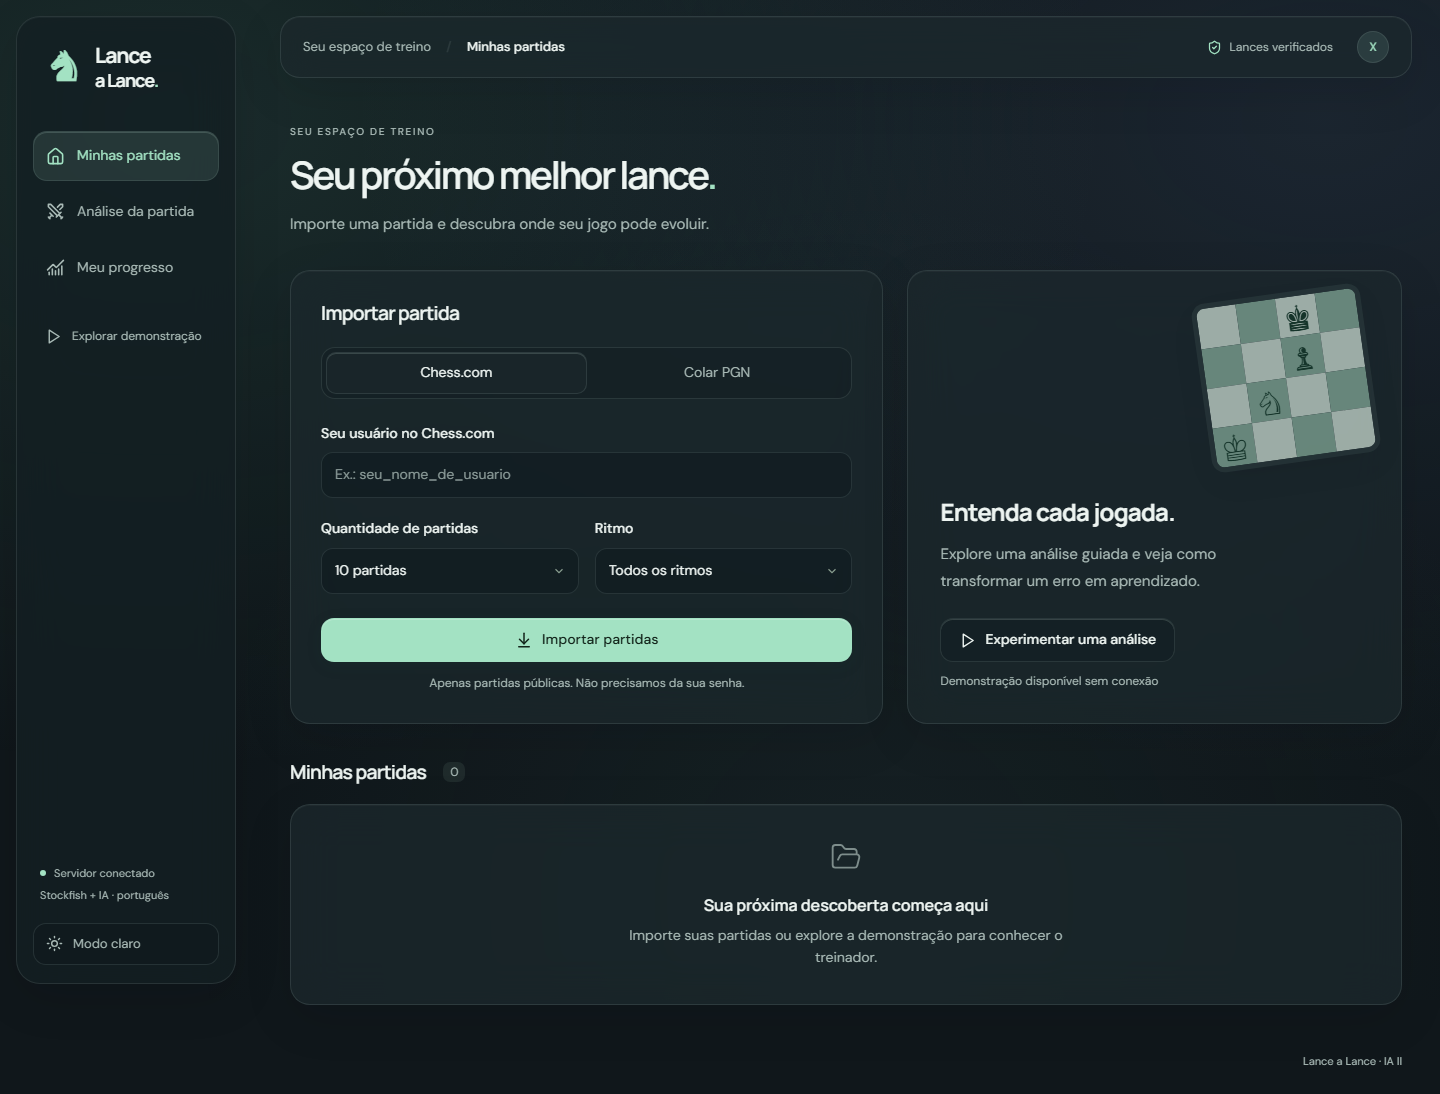 Lance
a Lance.
Minhas partidas
Análise da partida
Meu progresso
Explorar demonstração
Servidor conectado
Stockfish + IA · português
Modo claro
Seu espaço de treino / Minhas partidas
Lances verificados
X
SEU ESPAÇO DE TREINO
Seu próximo melhor lance.
Importe uma partida e descubra onde seu jogo pode evoluir.
Importar partida
Chess.com
Colar PGN
Seu usuário no Chess.com
Ex.: seu_nome_de_usuario
Quantidade de partidas
Ritmo
10 partidas
Todos os ritmos
Importar partidas
Apenas partidas públicas. Não precisamos da sua senha.
Entenda cada jogada.
Explore uma análise guiada e veja como
transformar um erro em aprendizado.
Experimentar uma análise
Demonstração disponível sem conexão
Minhas partidas 0
Sua próxima descoberta começa aqui
Importe suas partidas ou explore a demonstração para conhecer o
treinador.
Lance a Lance · IA II